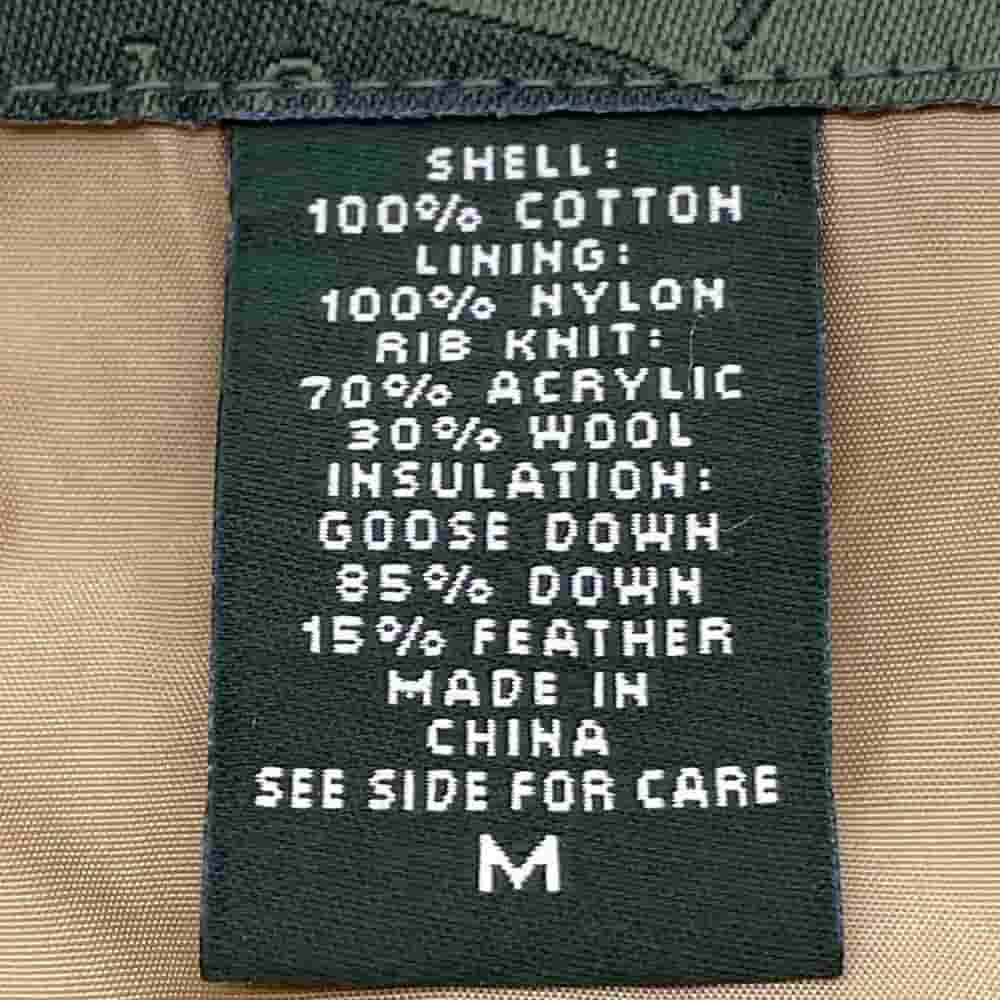 SHELL:
100% COTTON
LINING:
100% NYLON
RIB KNIT:
70% ACRYLIC
30% WOOL
INSULATION:
GOOSE DOWN
85% DOWN
15% FEATHER
MADE IN
CHINA
SEE SIDE FOR CARE
M